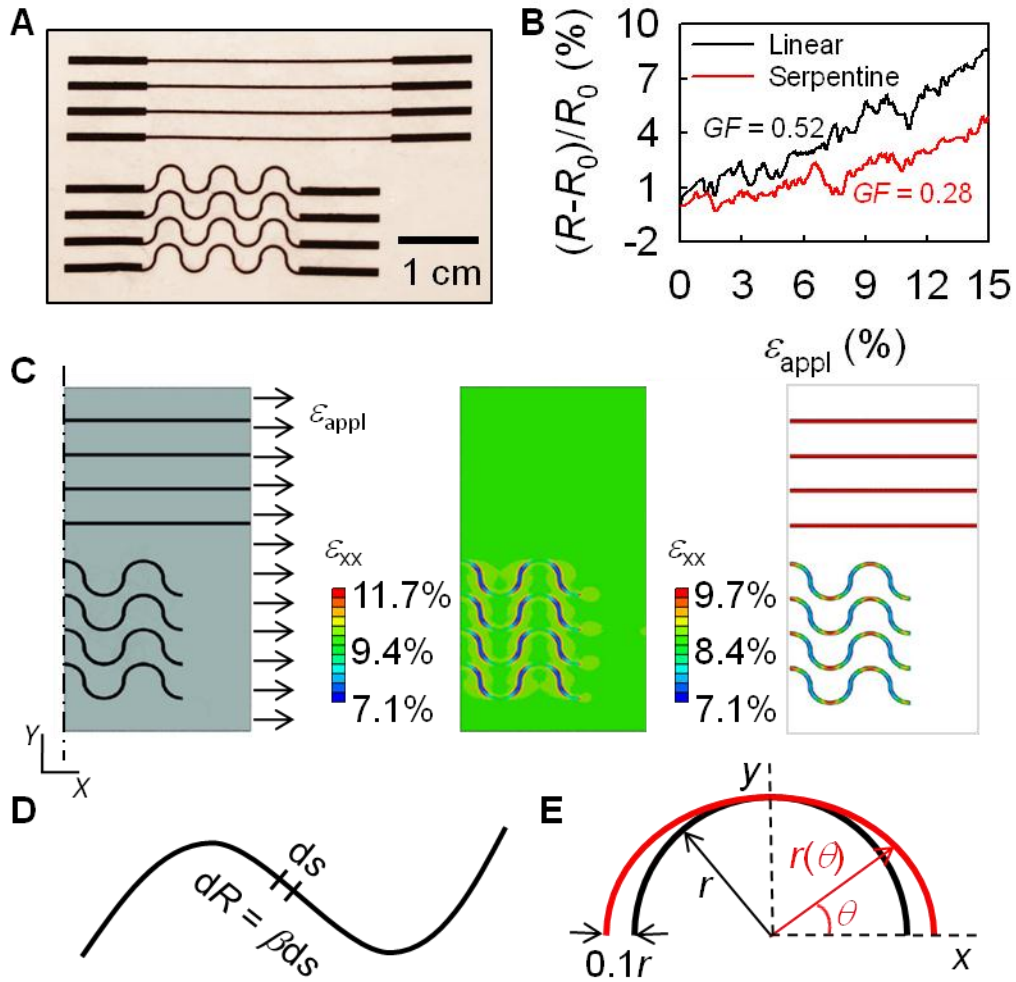 A
1 cm
B
(R-R0)/R0 (%)
10
7
4
1
-2
Linear
Serpentine
GF = 0.52
GF = 0.28
0 3 6 9 12 15
εappl (%)
C
εappl
Y
X
εxx
11.7%
9.4%
7.1%
εxx
9.7%
8.4%
7.1%
D
ds
dR = βds
E
y
r
r(θ)
θ
x
0.1r